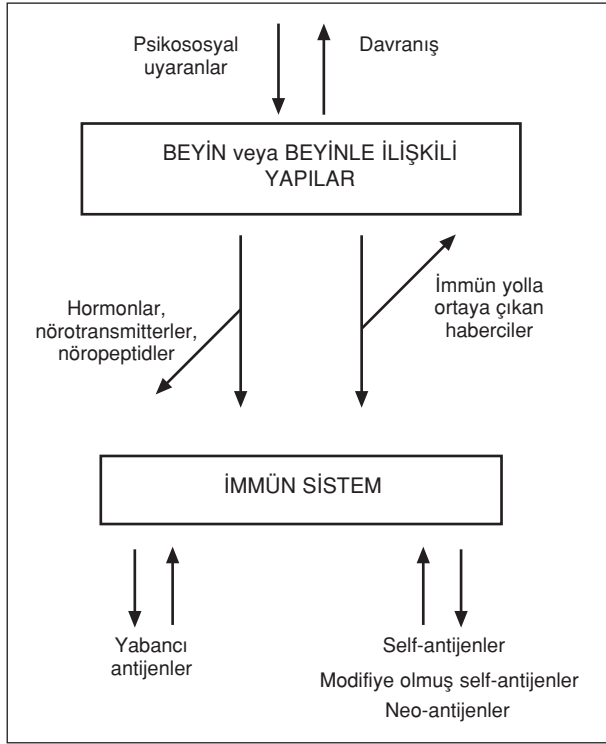 Psikososyal
uyaranlar
Davranış
BEYİN veya BEYİNLE İLİŞKİLİ
YAPILAR
Hormonlar,
nörotransmitterler,
nöropeptidler
İmmün yolla
ortaya çıkan
haberciler
İMMÜN SİSTEM
Yabancı
antijenler
Self-antijenler
Modifiye olmuş self-antijenler
Neo-antijenler